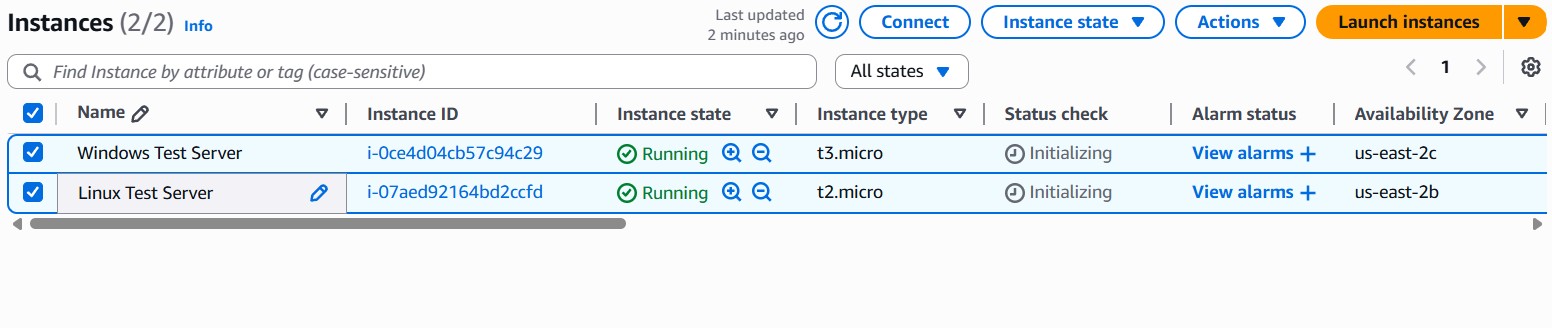 Instances (2/2) Info
Last updated
2 minutes ago
Connect
Instance state
Actions
Launch instances
Find Instance by attribute or tag (case-sensitive)
All states
1
Name Instance ID Instance state Instance type Status check Alarm status Availability Zone
Windows Test Server i-0ce4d04cb57c94c29 Running t3.micro Initializing View alarms + us-east-2c
Linux Test Server i-07aed92164bd2ccfd Running t2.micro Initializing View alarms + us-east-2b